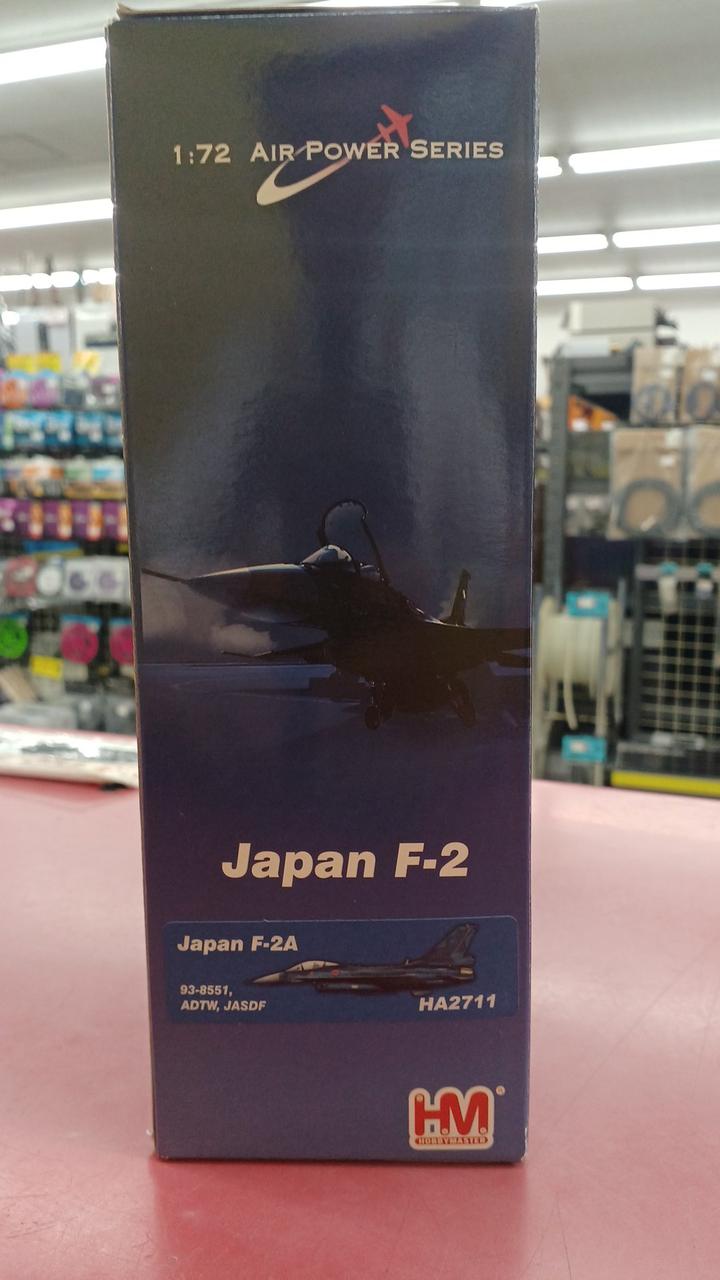 1:72 AIR POWER SERIES
Japan F-2
Japan F-2A
93-8551,
ADTW, JASDF
HA2711
HM
HOBBYMASTER